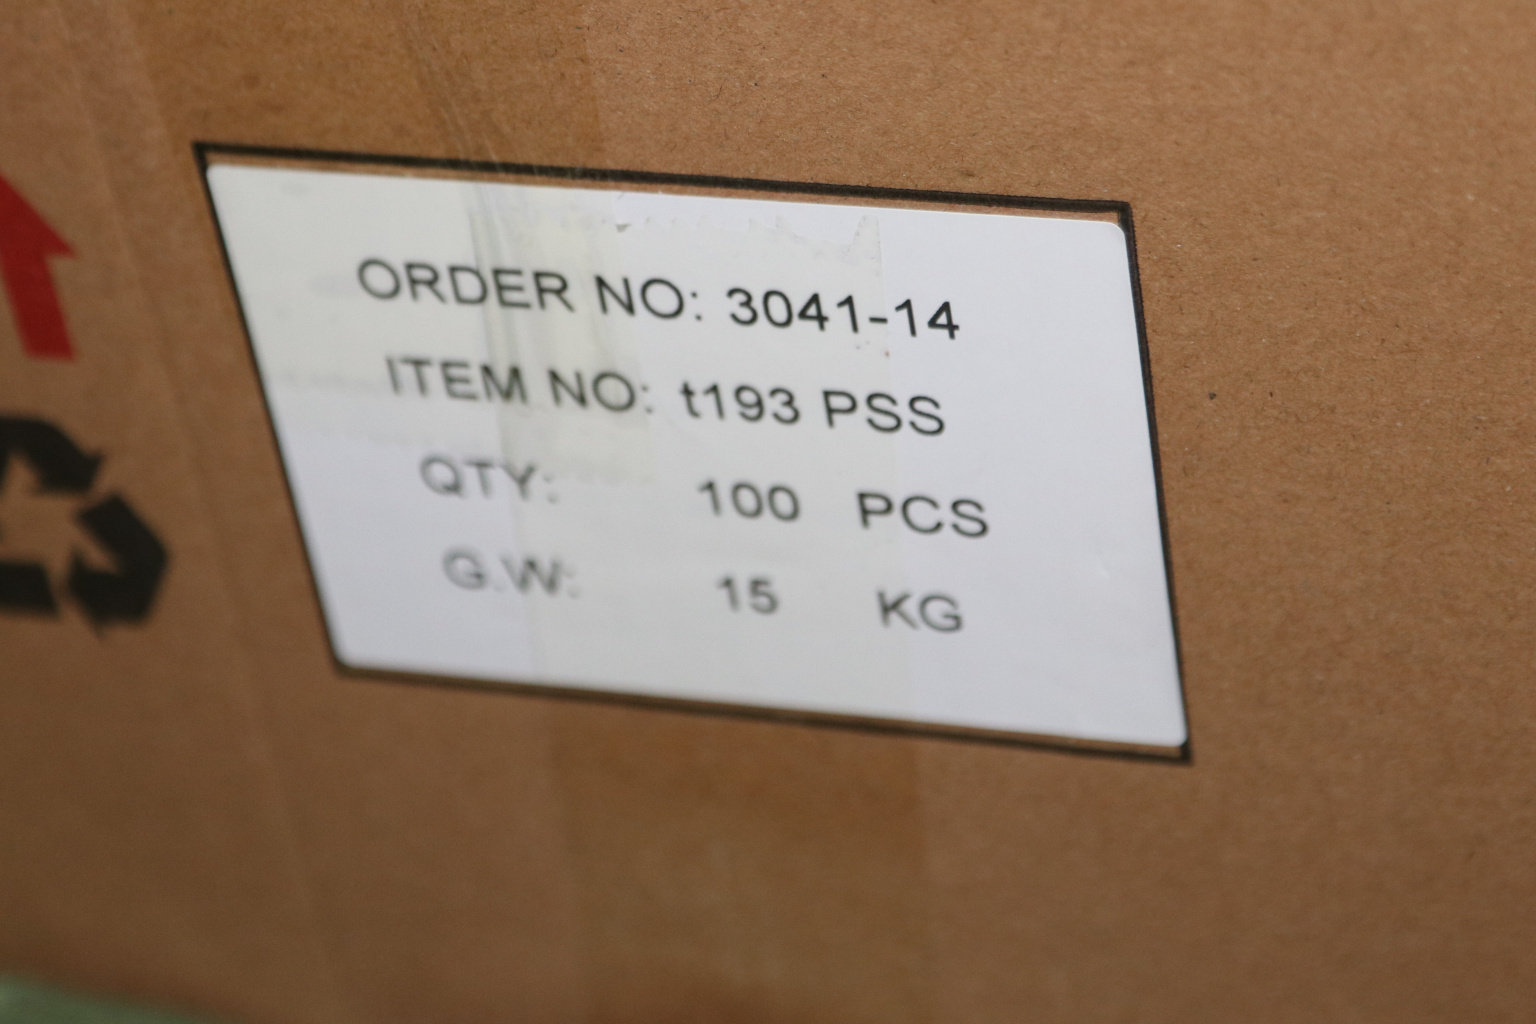 ORDER NO: 3041-14
ITEM NO: t193 PSS
QTY: 100 PCS
G.W: 15 KG